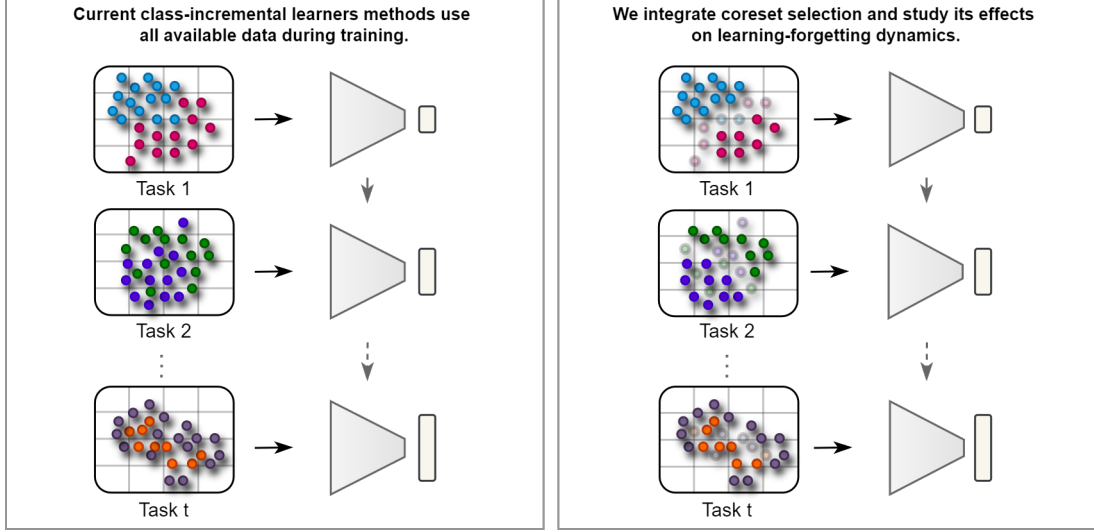 Current class-incremental learners methods use
all available data during training.
Task 1
Task 2
Task t
We integrate coreset selection and study its effects
on learning-forgetting dynamics.
Task 1
Task 2
Task t